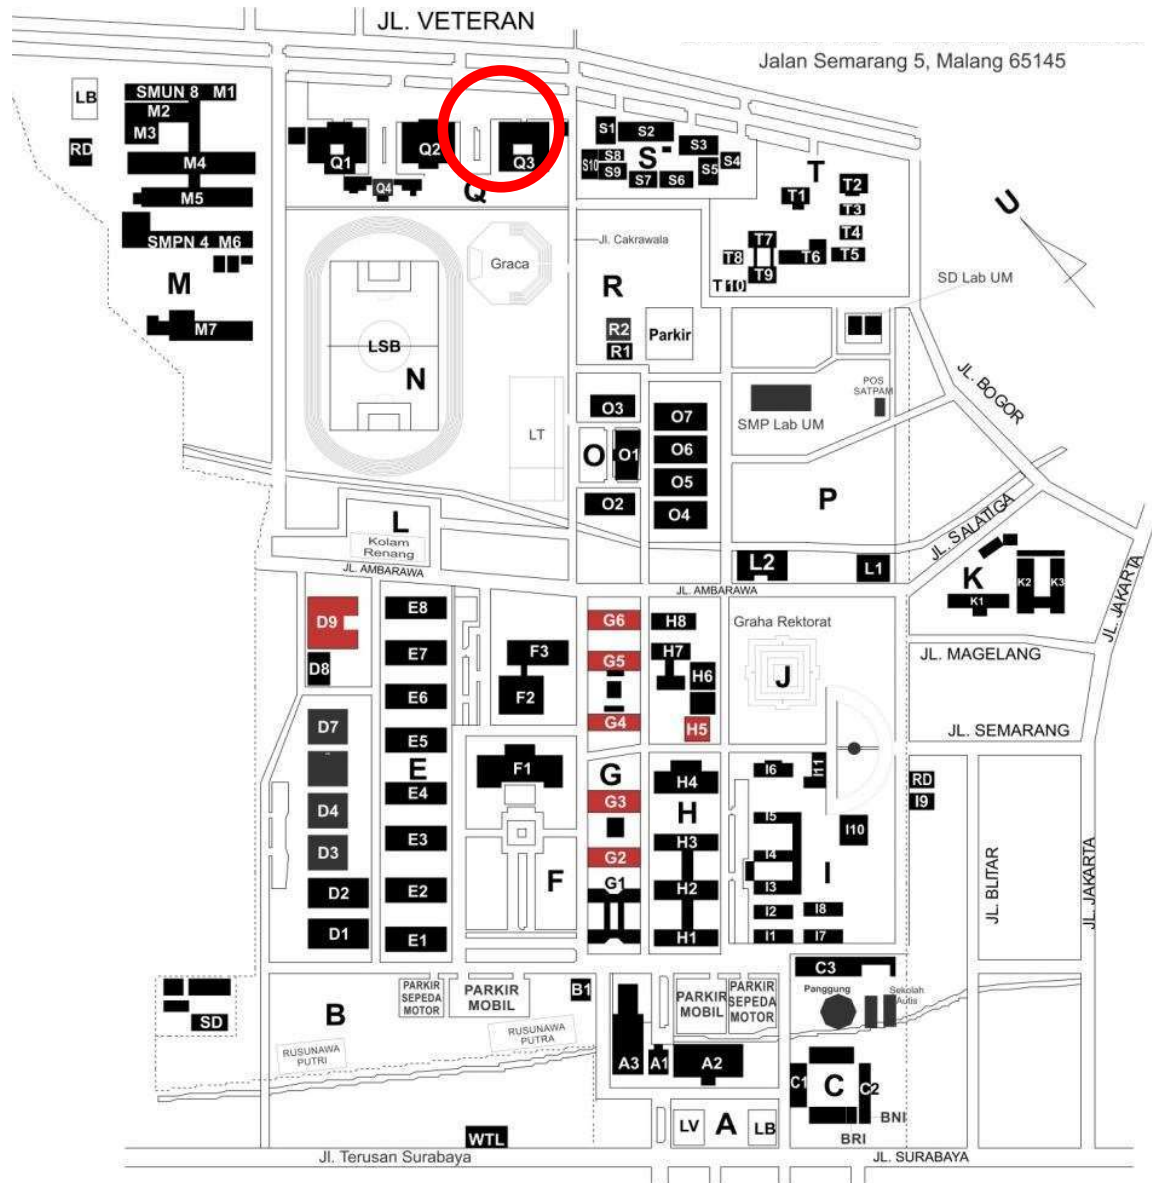 JL. VETERAN
Jalan Semarang 5, Malang 65145
LB
SMUN 8 M1
M2
M3
RD
M4
M5
SMPN 4 M6
M
M7
Q1
Q2
Q3
Q4
Q
S1
S2
S3
S4
S10
S8
S9
S
S5
S7
S6
T
T1
T2
T3
T4
T5
T7
T8
T6
T9
T10
U
SD Lab UM
Jl. Cakrawala
Graca
R
R2
R1
Parkir
LSB
N
LT
O3
O7
O
O1
O6
O5
O2
O4
SMP Lab UM
POS
SATPAM
P
JL. BOGOR
JL. SALATIGA
JL. JAKARTA
L
Kolam
Renang
JL. AMBARAWA
L2
L1
JL. AMBARAWA
K
K1
K2
K3
D9
D8
E8
E7
E6
E5
E
E4
E3
E2
E1
D7
D4
D3
D2
D1
F3
F2
F1
F
G6
G5
G4
G
G3
G2
G1
H8
H7
H6
H5
H4
H
H3
H2
H1
Graha Rektorat
J
JL. MAGELANG
JL. SEMARANG
I6
I11
I5
I4
I3
I2
I1
I
I10
I8
I7
RD
I9
JL. BLITAR
JL. JAKARTA
SD
B
PARKIR
SEPEDA
MOTOR
PARKIR
MOBIL
B1
RUSUNAWA
PUTRI
RUSUNAWA
PUTRA
PARKIR
MOBIL
PARKIR
SEPEDA
MOTOR
A3
A1
A2
C3
Panggung
Sekolah
Autis
C1
C
C2
BNI
BRI
WTL
LV
A
LB
Jl. Terusan Surabaya
JL. SURABAYA